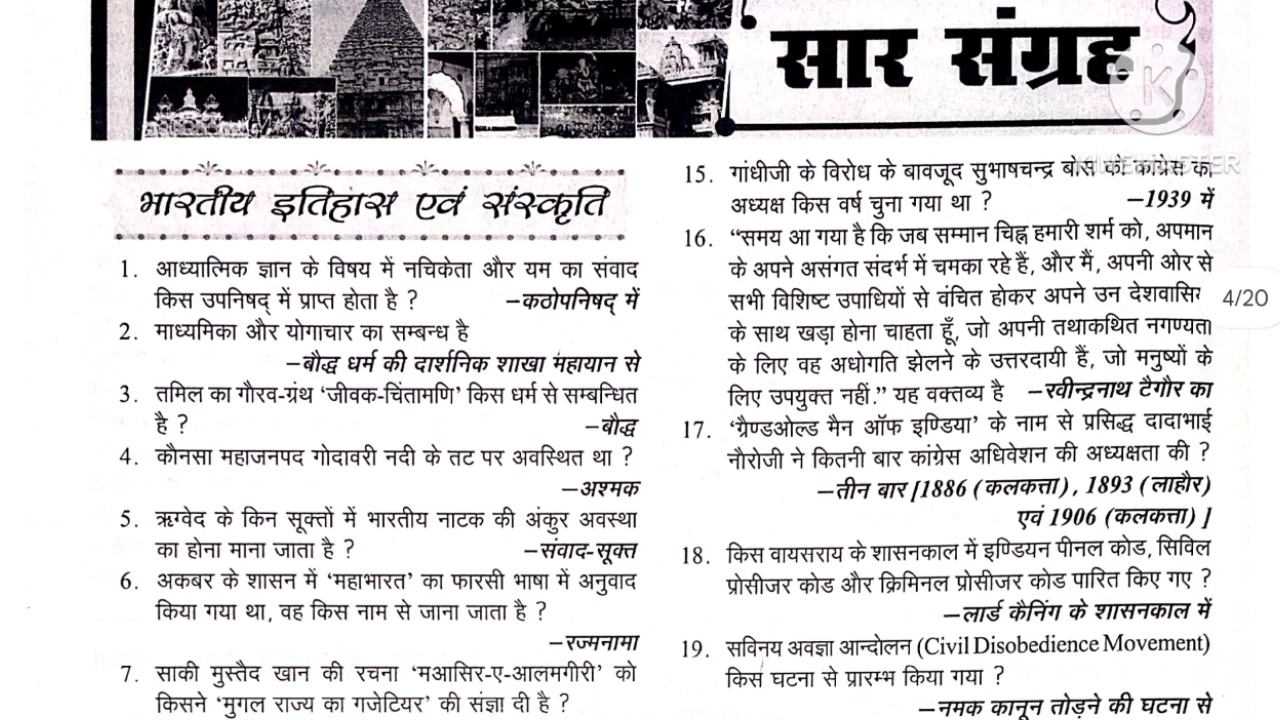 सार संग्रह
KINEMASTER
4/20
भारतीय इतिहास एवं संस्कृति
1. आध्यात्मिक ज्ञान के विषय में नचिकेता और यम का संवाद
किस उपनिषद् में प्राप्त होता है ? –कठोपनिषद् में
2. माध्यमिका और योगाचार का सम्बन्ध है
–बौद्ध धर्म की दार्शनिक शाखा महायान से
3. तमिल का गौरव-ग्रंथ ‘जीवक-चिंतामणि’ किस धर्म से सम्बन्धित
है ? –बौद्ध
4. कौनसा महाजनपद गोदावरी नदी के तट पर अवस्थित था ?
–अश्मक
5. ऋग्वेद के किन सूक्तों में भारतीय नाटक की अंकुर अवस्था
का होना माना जाता है ? –संवाद-सूक्त
6. अकबर के शासन में ‘महाभारत’ का फारसी भाषा में अनुवाद
किया गया था, वह किस नाम से जाना जाता है ?
–रज्मनामा
7. साकी मुस्तैद खान की रचना ‘मआसिर-ए-आलमगीरी’ को
किसने ‘मुगल राज्य का गजेटियर’ की संज्ञा दी है ?
15. गांधीजी के विरोध के बावजूद सुभाषचन्द्र बोस को कांग्रेस का
अध्यक्ष किस वर्ष चुना गया था ? –1939 में
16. “समय आ गया है कि जब सम्मान चिह्न हमारी शर्म को, अपमान
के अपने असंगत संदर्भ में चमका रहे हैं, और मैं, अपनी ओर से
सभी विशिष्ट उपाधियों से वंचित होकर अपने उन
के साथ खड़ा होना चाहता हूँ, जो अपनी तथाकथित नगण्यता
के लिए वह अधोगति झेलने के उत्तरदायी हैं, जो मनुष्यों के
लिए उपयुक्त नहीं.” यह वक्तव्य है –रवीन्द्रनाथ टैगोर का
17. ‘ग्रैण्डओल्ड मैन ऑफ इण्डिया’ के नाम से प्रसिद्ध दादाभाई
नौरोजी ने कितनी बार कांग्रेस अधिवेशन की अध्यक्षता की ?
–तीन बार [1886 (कलकत्ता), 1893 (लाहौर)
एवं 1906 (कलकत्ता) ]
18. किस वायसराय के शासनकाल में इण्डियन पीनल कोड, सिविल
प्रोसीजर कोड और क्रिमिनल प्रोसीजर कोड पारित किए गए ?
–लार्ड कैनिंग के शासनकाल में
19. सविनय अवज्ञा आन्दोलन (Civil Disobedience Movement)
किस घटना से प्रारम्भ किया गया ?
–नमक कानून तोड़ने की घटना से